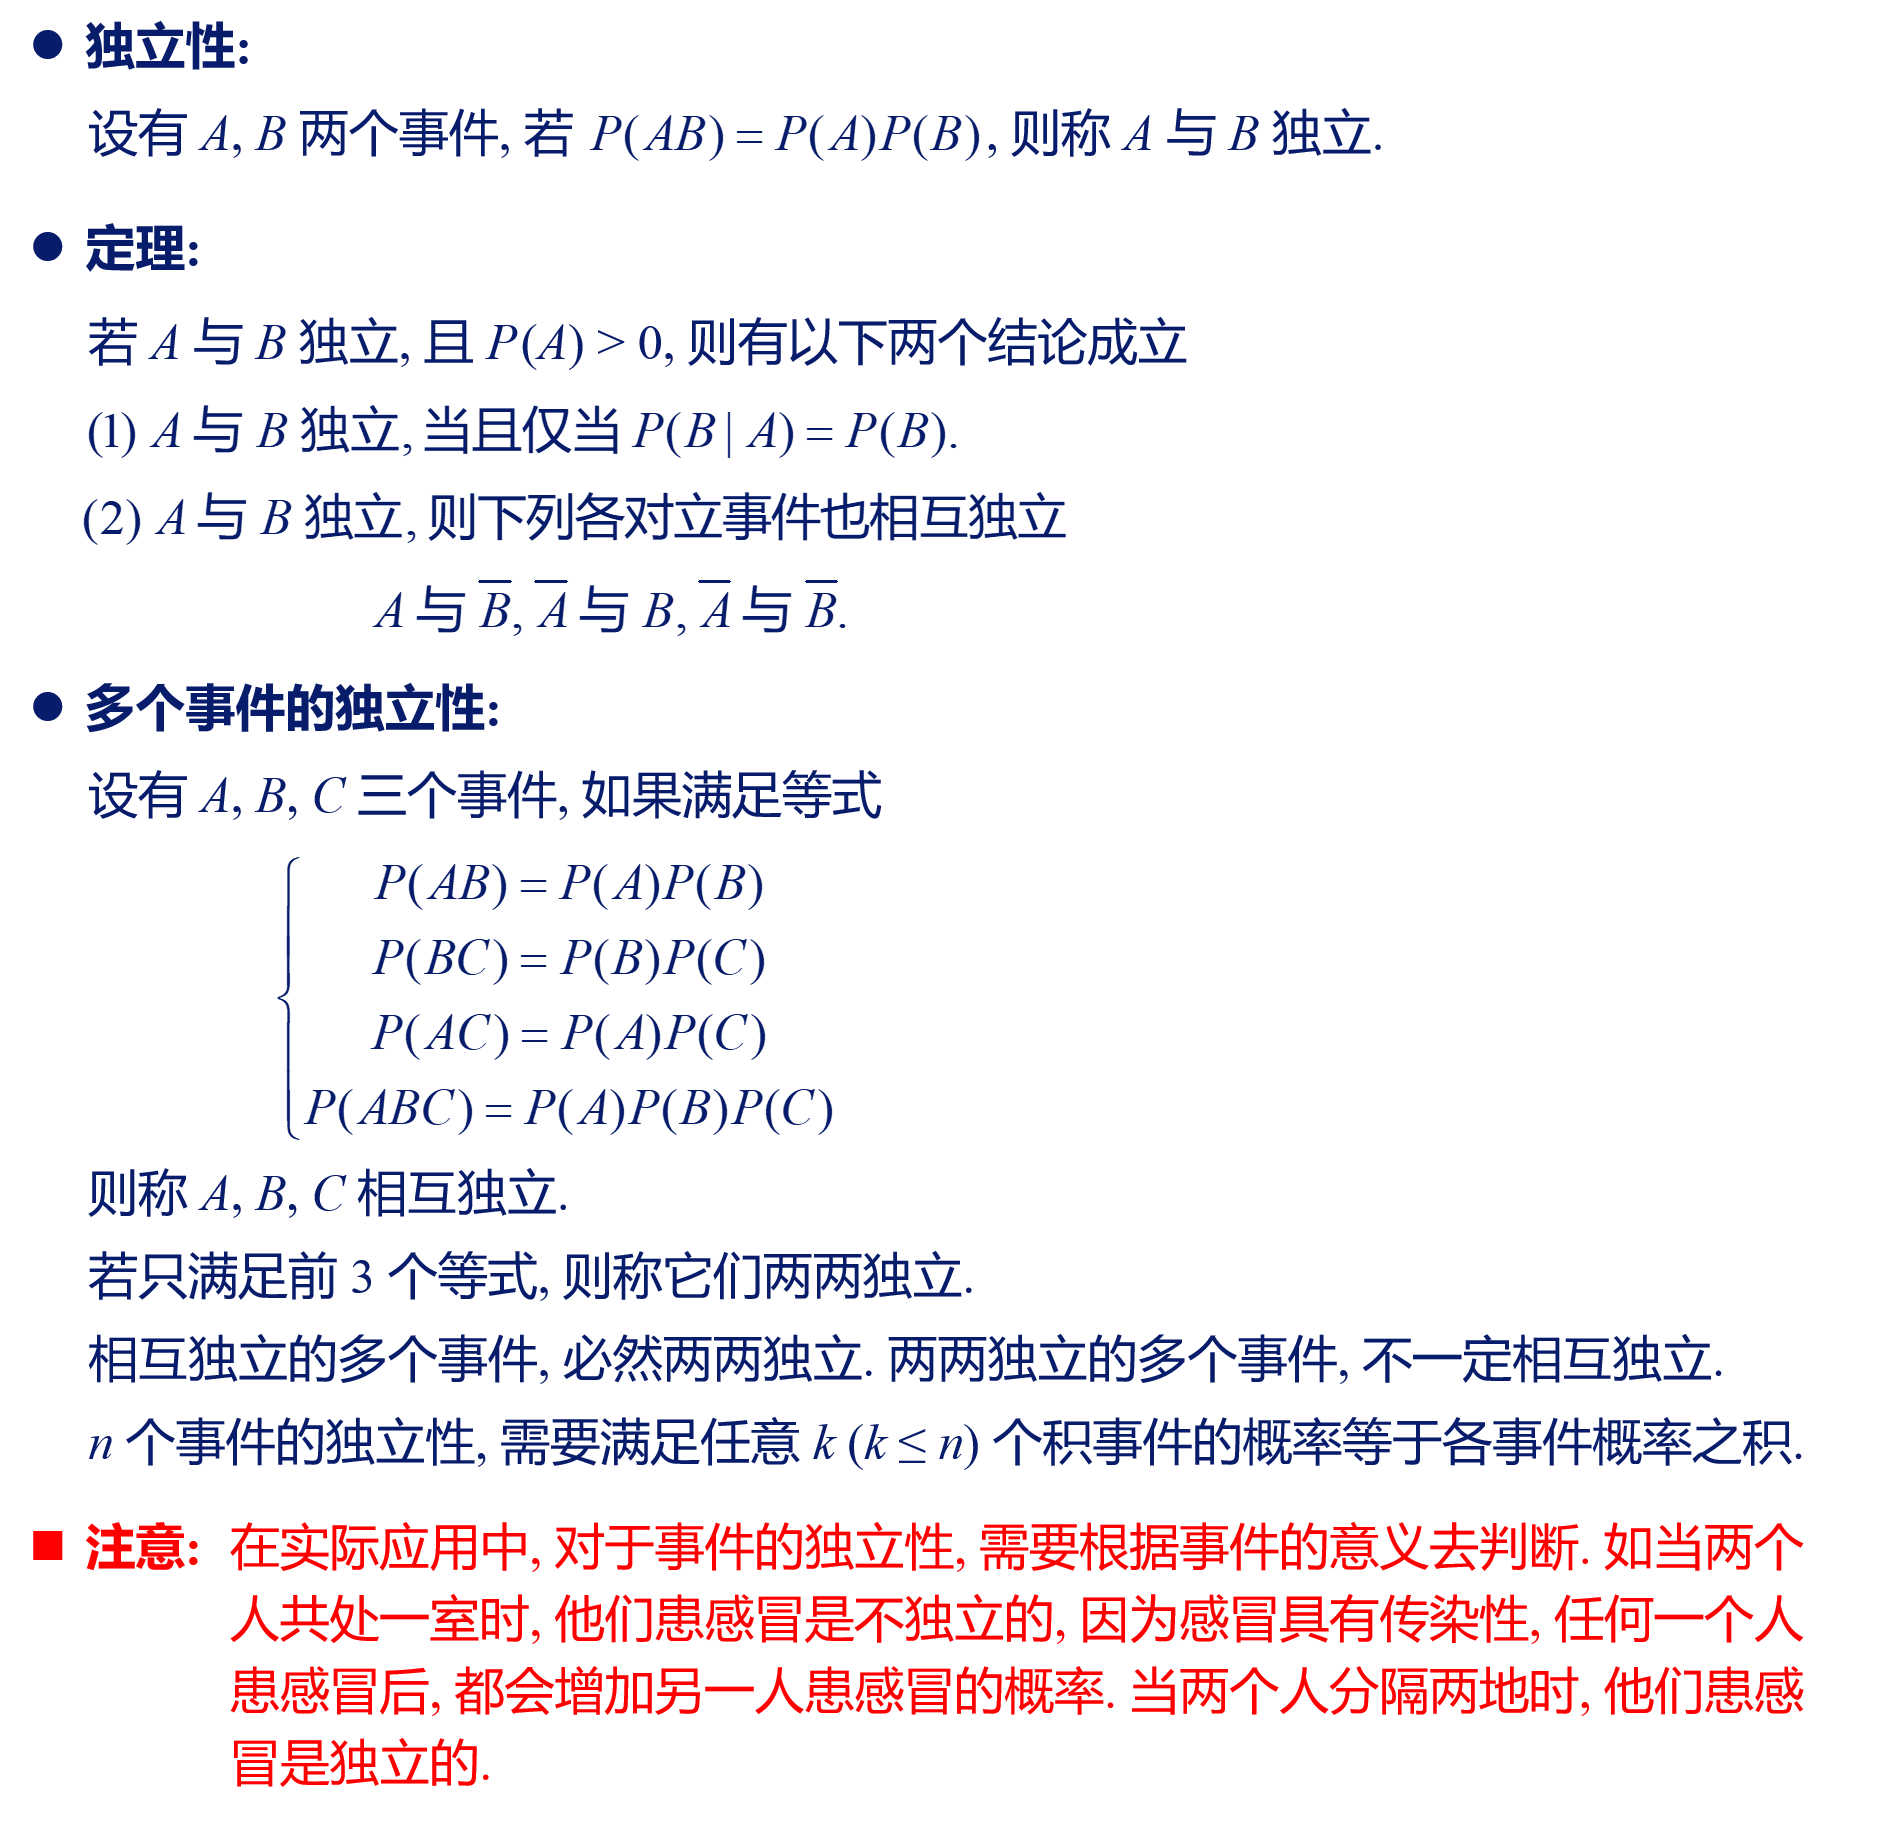 ● 独立性:
设有 A, B 两个事件, 若 P(AB) = P(A)P(B), 则称 A 与 B 独立.
● 定理:
若 A 与 B 独立, 且 P(A) > 0, 则有以下两个结论成立
(1) A 与 B 独立, 当且仅当 P(B | A) = P(B).
(2) A 与 B 独立, 则下列各对立事件也相互独立
A 与 B̅, A̅ 与 B, A̅ 与 B̅.
● 多个事件的独立性:
设有 A, B, C 三个事件, 如果满足等式
P(AB) = P(A)P(B)
P(BC) = P(B)P(C)
P(AC) = P(A)P(C)
P(ABC) = P(A)P(B)P(C)
则称 A, B, C 相互独立.
若只满足前 3 个等式, 则称它们两两独立.
相互独立的多个事件, 必然两两独立. 两两独立的多个事件, 不一定相互独立.
n 个事件的独立性, 需要满足任意 k (k ≤ n) 个积事件的概率等于各事件概率之积.
■ 注意: 在实际应用中, 对于事件的独立性, 需要根据事件的意义去判断. 如当两个
人共处一室时, 他们患感冒是不独立的, 因为感冒具有传染性, 任何一个人
患感冒后, 都会增加另一人患感冒的概率. 当两个人分隔两地时, 他们患感
冒是独立的.